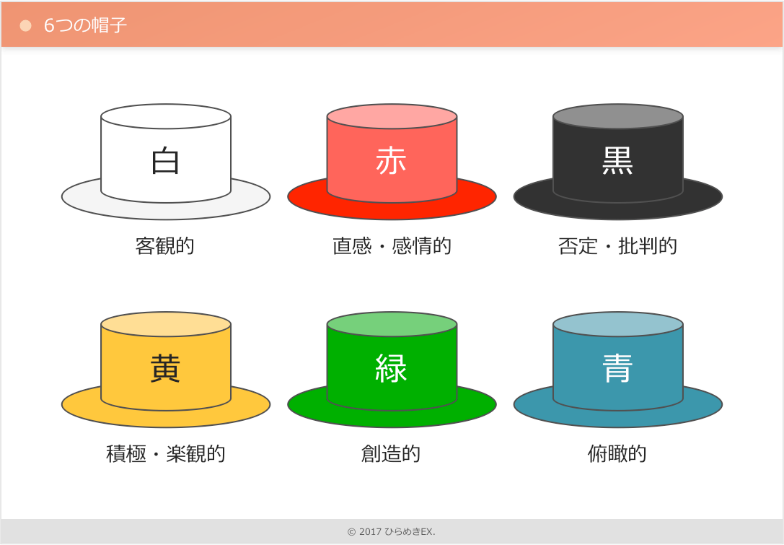 6つの帽子
白
赤
黒
客観的
直感・感情的
否定・批判的
黄
緑
青
積極・楽観的
創造的
俯瞰的
© 2017 ひらめきEX.